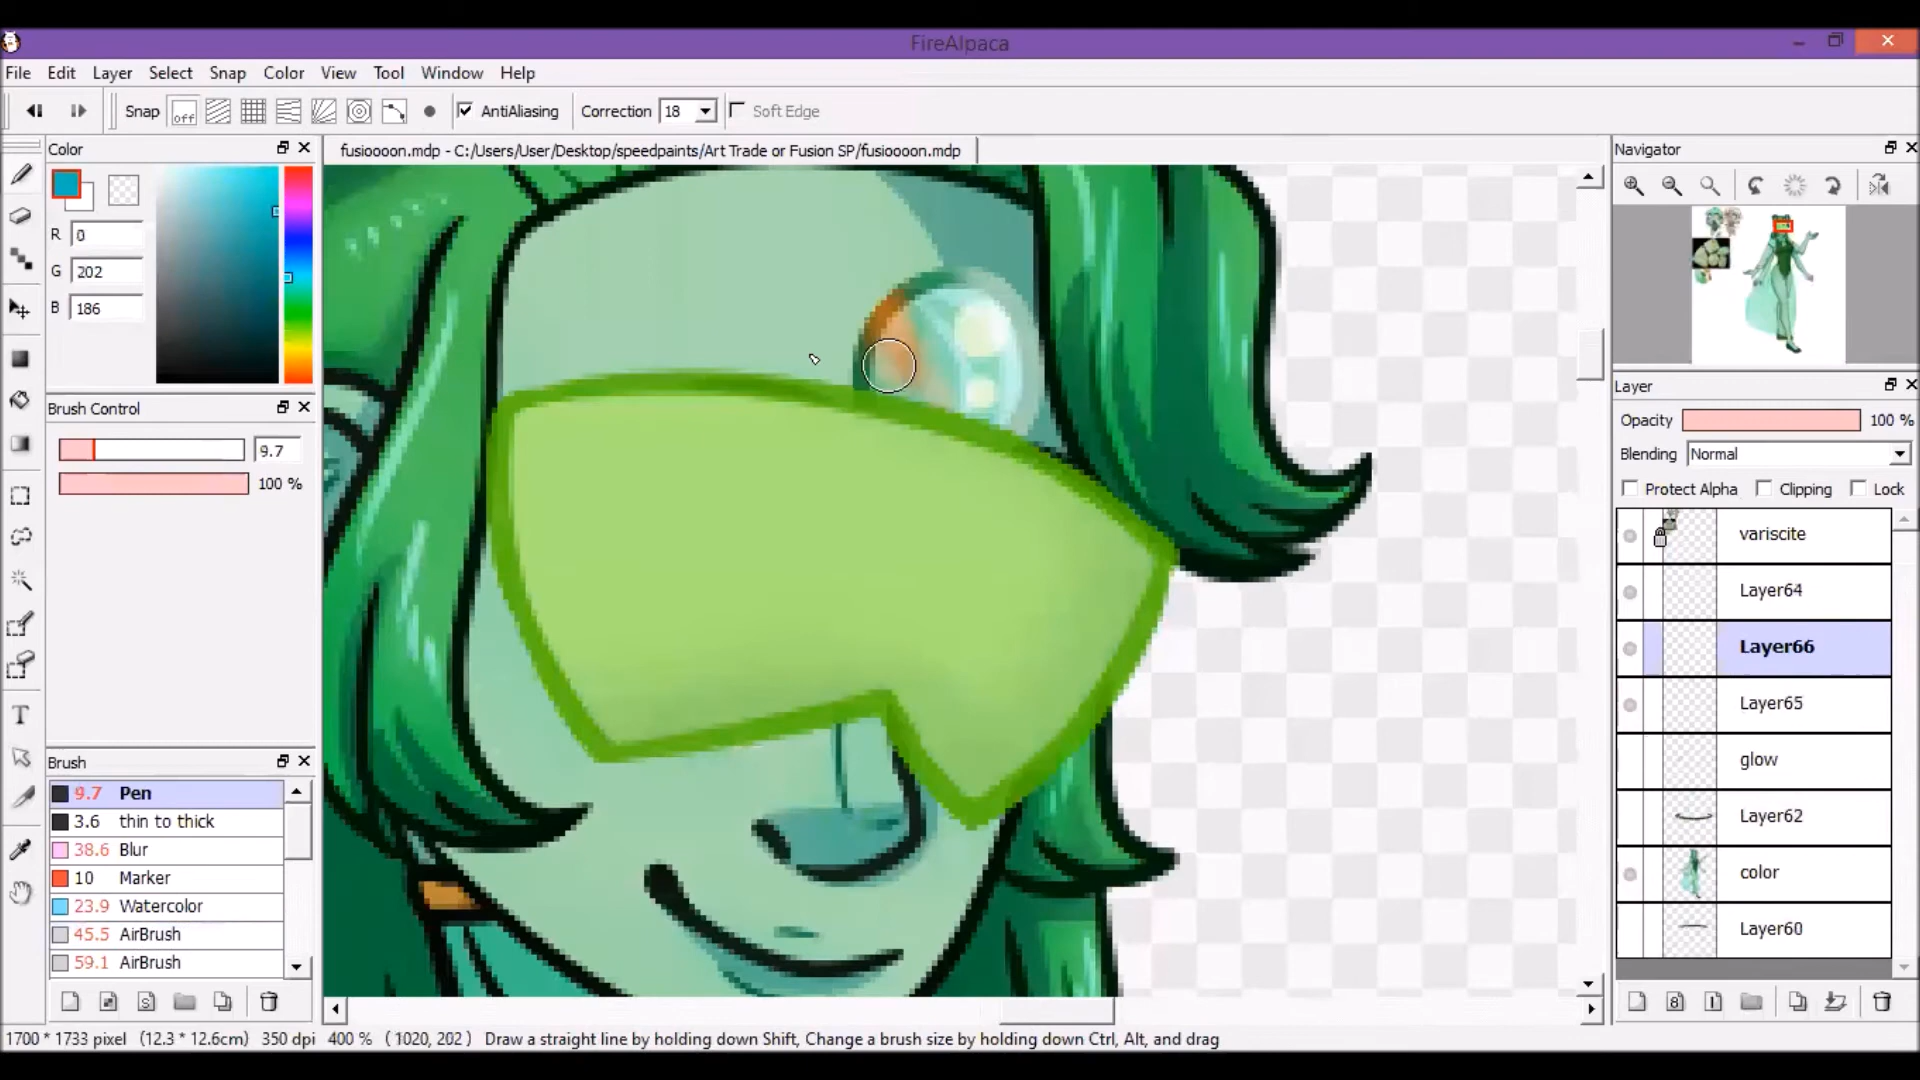 FireAlpaca
File Edit Layer Select Snap Color View Tool Window Help
Snap off AntiAliasing Correction 18 Soft Edge
Color
fusioooon.mdp - C:/Users/User/Desktop/speedpaints/Art Trade or Fusion SP/fusioooon.mdp
Navigator
R 0
G 202
B 186
Brush Control
9.7
100 %
Brush
9.7 Pen
3.6 thin to thick
38.6 Blur
10 Marker
23.9 Watercolor
45.5 AirBrush
59.1 AirBrush
Layer
Opacity 100 %
Blending Normal
Protect Alpha Clipping Lock
variscite
Layer64
Layer66
Layer65
glow
Layer62
color
Layer60
1700 * 1733 pixel (12.3 * 12.6cm) 350 dpi 400 % ( 1020, 202 ) Draw a straight line by holding down Shift, Change a brush size by holding down Ctrl, Alt, and drag